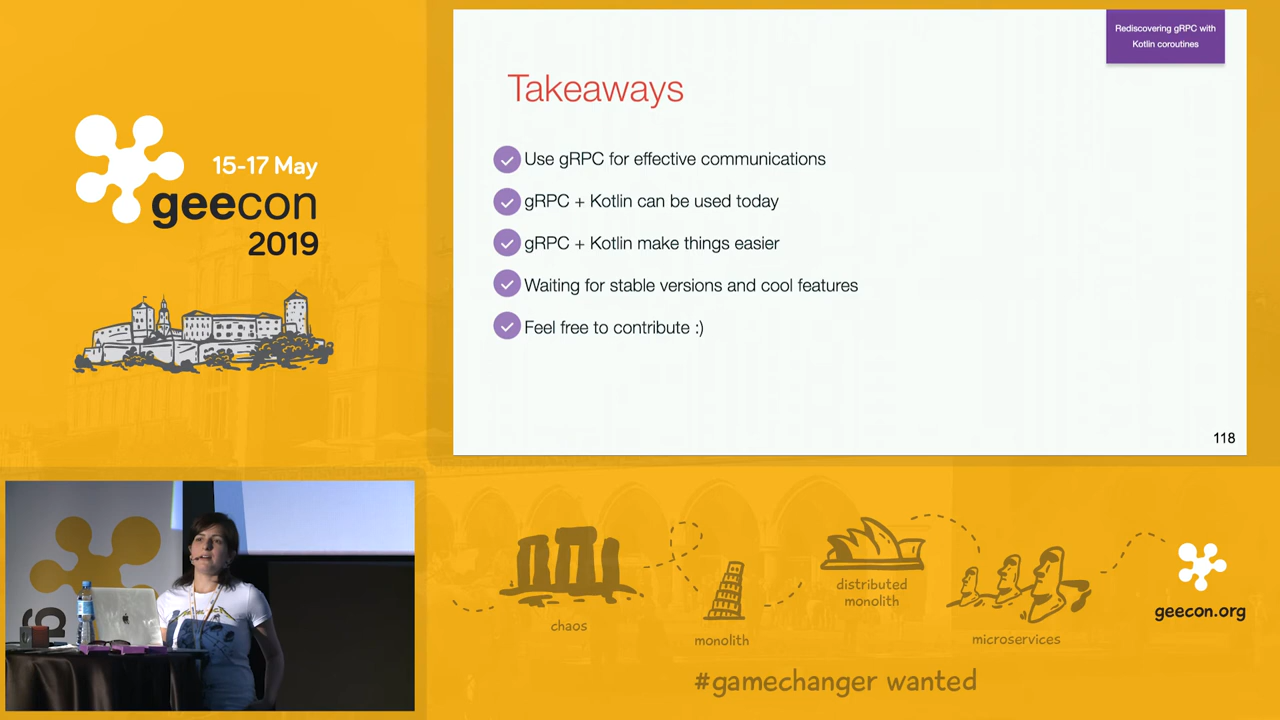 15-17 May
geecon
2019
Rediscovering gRPC with
Kotlin coroutines
Takeaways
Use gRPC for effective communications
gRPC + Kotlin can be used today
gRPC + Kotlin make things easier
Waiting for stable versions and cool features
Feel free to contribute :)
118
chaos
monolith
distributed
monolith
microservices
geecon.org
#gamechanger wanted